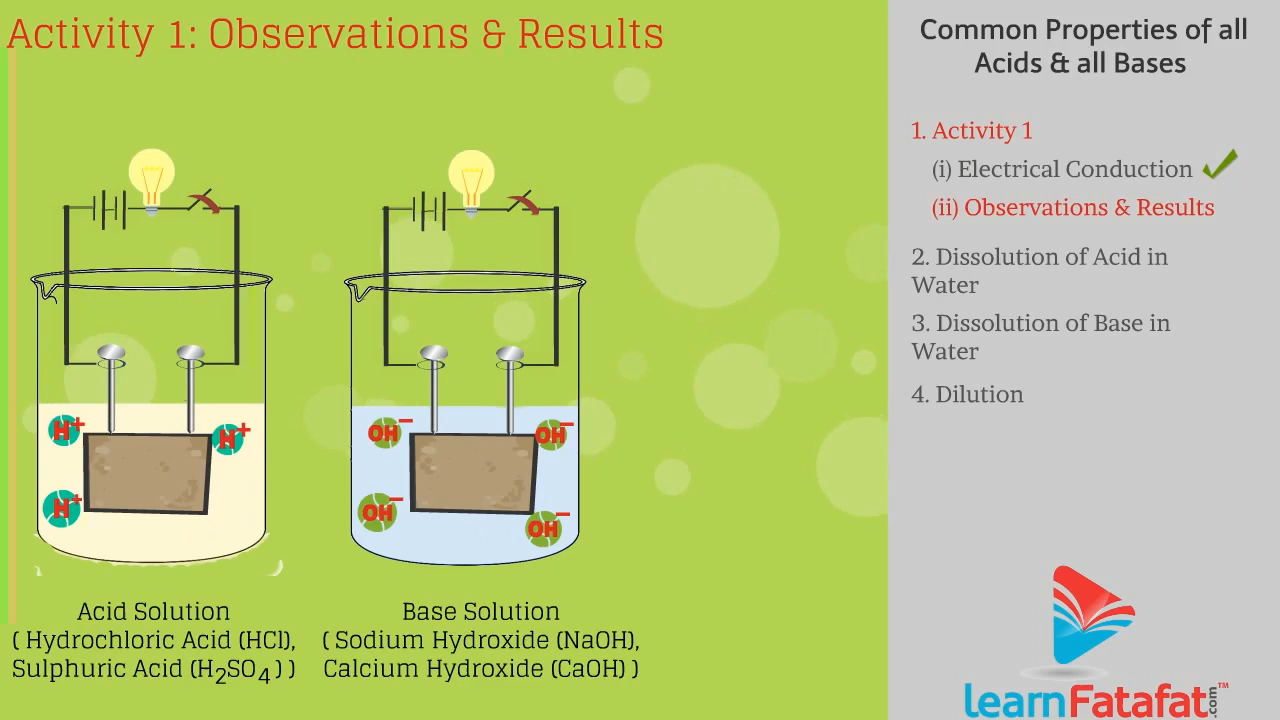 Activity 1: Observations & Results
H+
H+
H+
OH−
OH−
OH−
OH−
Acid Solution
( Hydrochloric Acid (HCl),
Sulphuric Acid (H2SO4 ) )
Base Solution
( Sodium Hydroxide (NaOH),
Calcium Hydroxide (CaOH) )
Common Properties of all
Acids & all Bases
1. Activity 1
(i) Electrical Conduction
(ii) Observations & Results
2. Dissolution of Acid in
Water
3. Dissolution of Base in
Water
4. Dilution
learnFatafat.com™